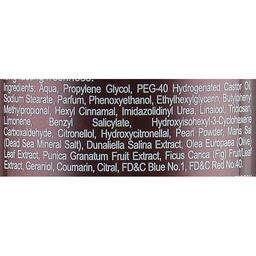 Ingredients: Aqua, Propylene Glycol, PEG-40 Hydrogenated Castor Oil,
Sodium Stearate, Parfum, Phenoxyethanol, Ethylhexylglycerin, Butylphenyl
Methylpropional, Hexyl Cinnamal, Imidazolidinyl Urea, Linalool, Triclosan,
Limonene, Benzyl Salicylate, Hydroxyisohexyl-3-Cyclohexene
Carboxaldehyde, Citronellol, Hydroxycitronellal, Pearl Powder, Maris Sal
(Dead Sea Mineral Salt), Dunaliella Salina Extract, Olea Europaea (Olive)
Leaf Extract, Punica Granatum Fruit Extract, Ficus Carica (Fig) Fruit/Leaf
Extract, Geraniol, Coumarin, Citral, FD&C Blue No.1, FD&C Red No.40.